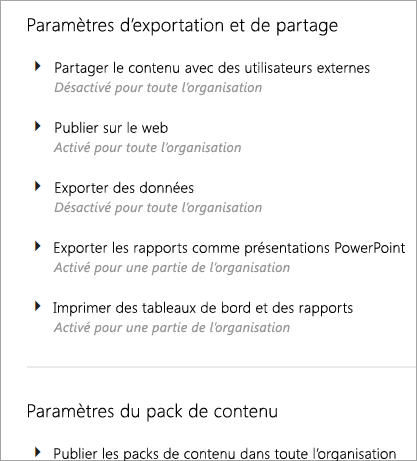 Paramètres d'exportation et de partage
Partager le contenu avec des utilisateurs externes
Désactivé pour toute l'organisation
Publier sur le web
Activé pour toute l'organisation
Exporter des données
Désactivé pour toute l'organisation
Exporter les rapports comme présentations PowerPoint
Activé pour une partie de l'organisation
Imprimer des tableaux de bord et des rapports
Activé pour une partie de l'organisation
Paramètres du pack de contenu
Publier les packs de contenu dans toute l'organisation